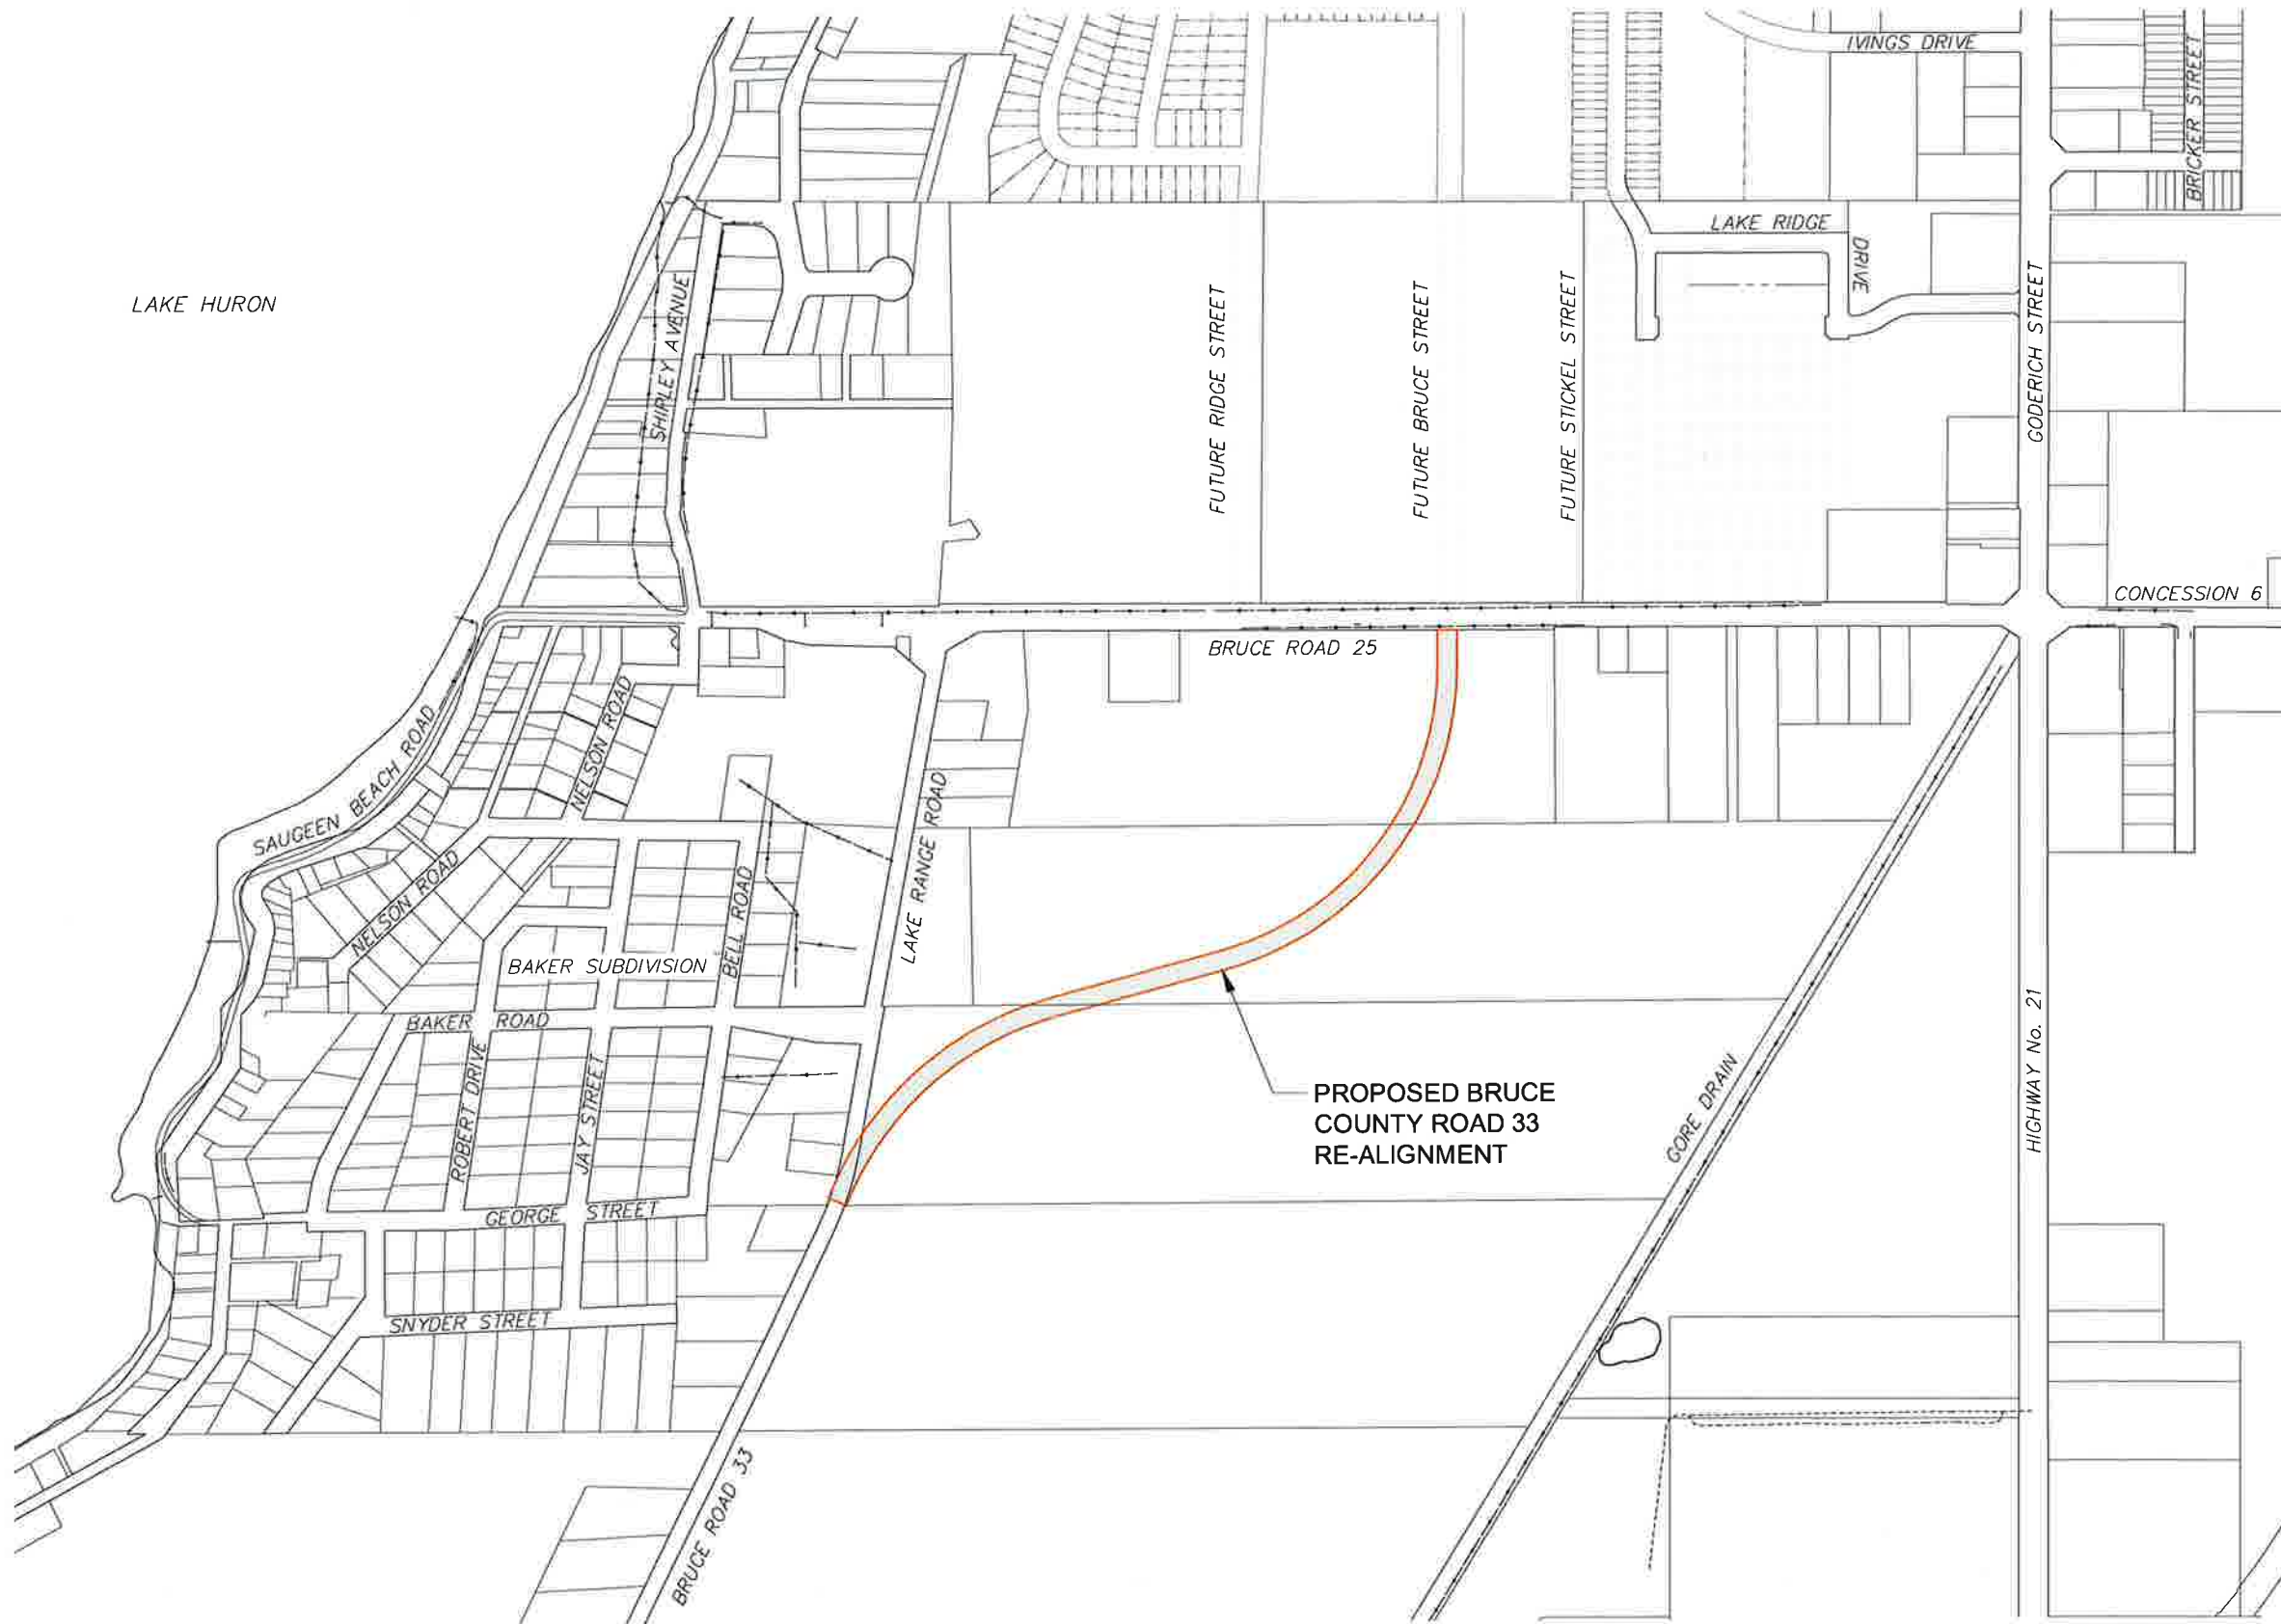 IVINGS DRIVE
BRICKER STREET
LAKE RIDGE
DRIVE
GODERICH STREET
LAKE HURON
SHIRLEY AVENUE
FUTURE RIDGE STREET
FUTURE BRUCE STREET
FUTURE STICKEL STREET
CONCESSION 6
BRUCE ROAD 25
NELSON ROAD
SAUGEEN BEACH ROAD
LAKE RANGE ROAD
NELSON ROAD
BELL ROAD
BAKER SUBDIVISION
BAKER ROAD
ROBERT DRIVE
JAY STREET
GEORGE STREET
SNYDER STREET
PROPOSED BRUCE
COUNTY ROAD 33
RE-ALIGNMENT
GORE DRAIN
HIGHWAY No. 21
BRUCE ROAD 33